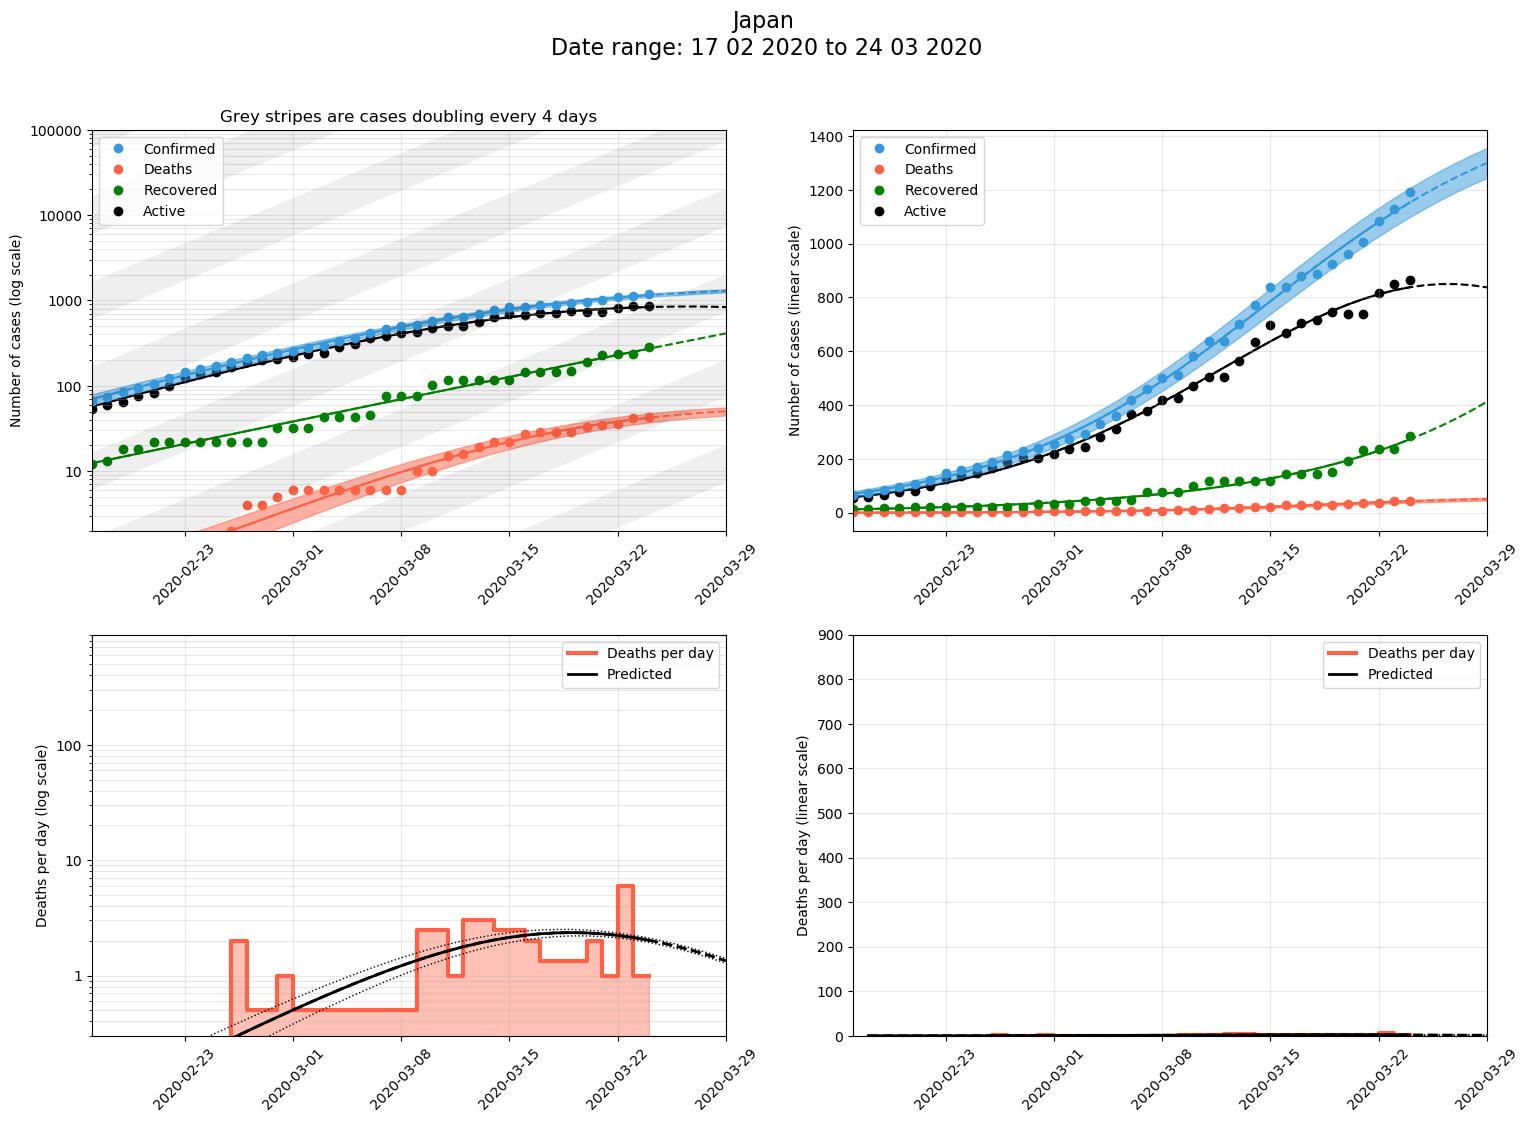 Japan
Date range: 17 02 2020 to 24 03 2020
Grey stripes are cases doubling every 4 days
Number of cases (log scale)
100000
10000
1000
100
10
Confirmed
Deaths
Recovered
Active
2020-02-23
2020-03-01
2020-03-08
2020-03-15
2020-03-22
2020-03-29
Number of cases (linear scale)
1400
1200
1000
800
600
400
200
0
Confirmed
Deaths
Recovered
Active
2020-02-23
2020-03-01
2020-03-08
2020-03-15
2020-03-22
2020-03-29
Deaths per day (log scale)
100
10
1
Deaths per day
Predicted
2020-02-23
2020-03-01
2020-03-08
2020-03-15
2020-03-22
2020-03-29
Deaths per day (linear scale)
900
800
700
600
500
400
300
200
100
0
Deaths per day
Predicted
2020-02-23
2020-03-01
2020-03-08
2020-03-15
2020-03-22
2020-03-29